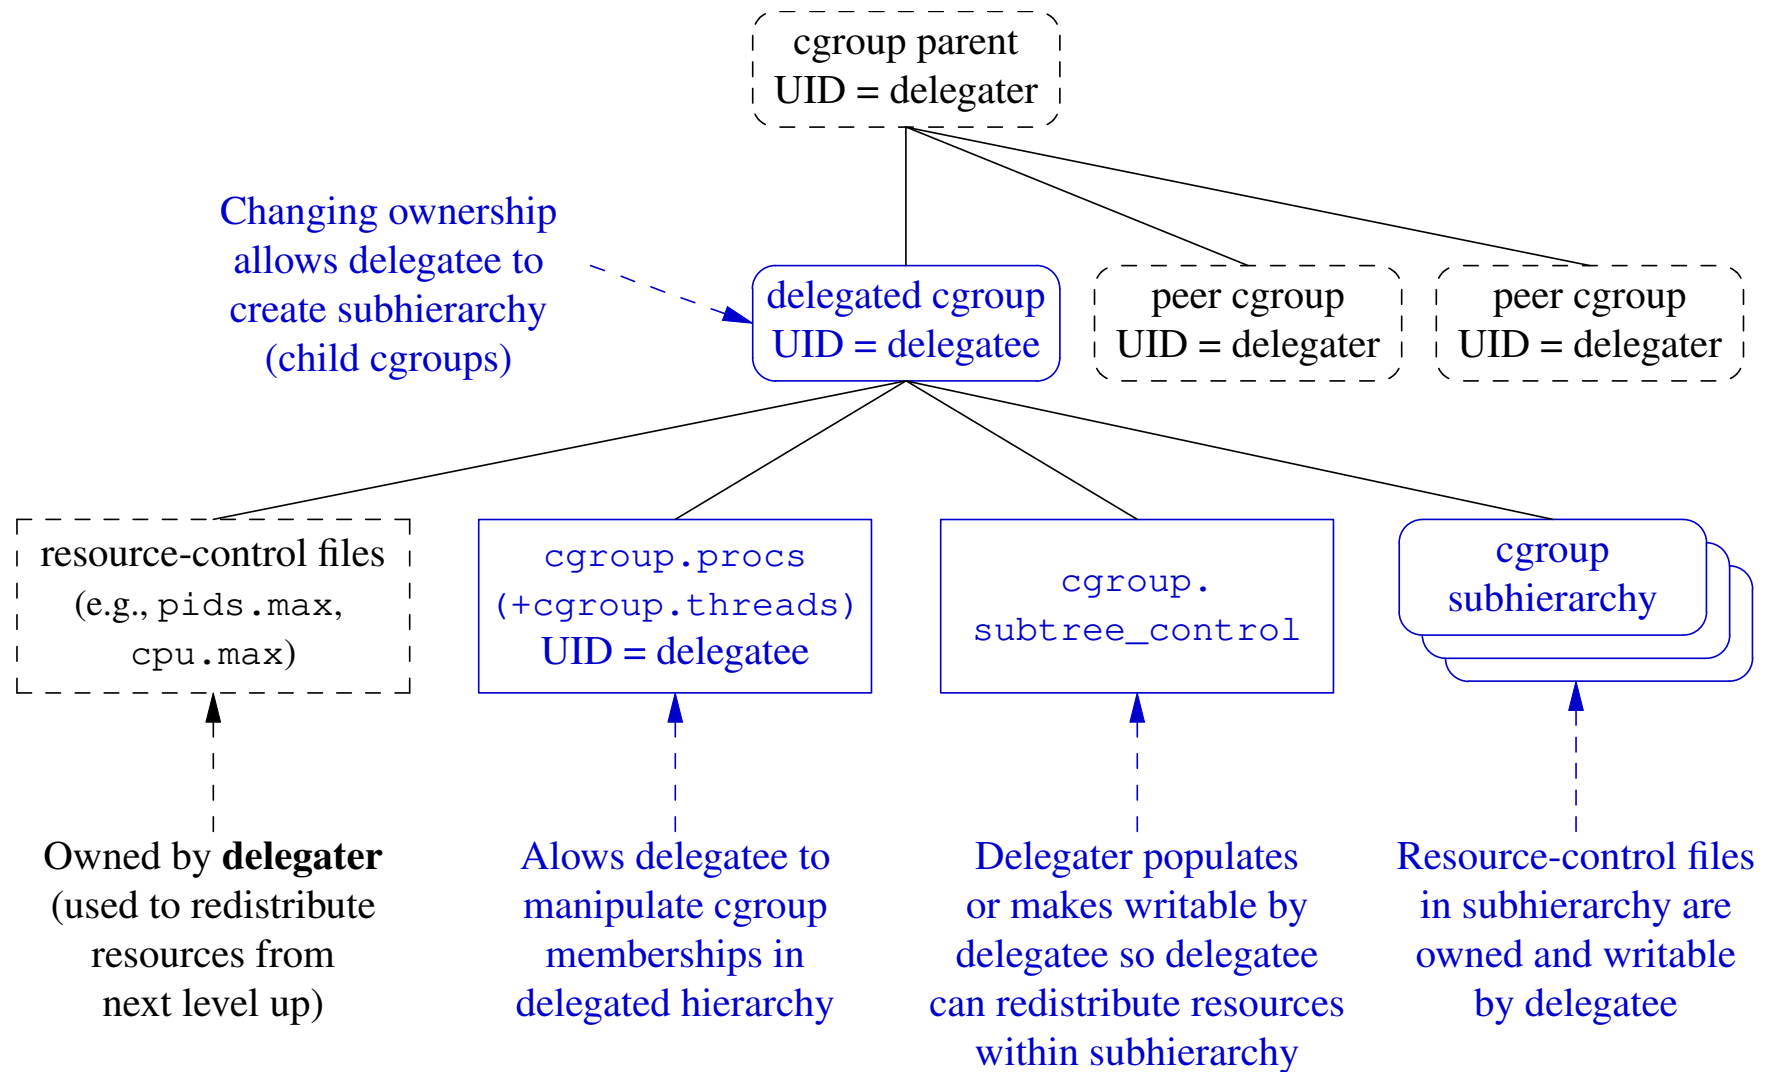 cgroup parent
UID = delegater
Changing ownership
allows delegatee to
create subhierarchy
(child cgroups)
delegated cgroup
UID = delegatee
peer cgroup
UID = delegater
peer cgroup
UID = delegater
resource-control files
(e.g., pids.max,
cpu.max)
cgroup.procs
(+cgroup.threads)
UID = delegatee
cgroup.
subtree_control
cgroup
subhierarchy
Owned by delegater
(used to redistribute
resources from
next level up)
Alows delegatee to
manipulate cgroup
memberships in
delegated hierarchy
Delegater populates
or makes writable by
delegatee so delegatee
can redistribute resources
within subhierarchy
Resource-control files
in subhierarchy are
owned and writable
by delegatee